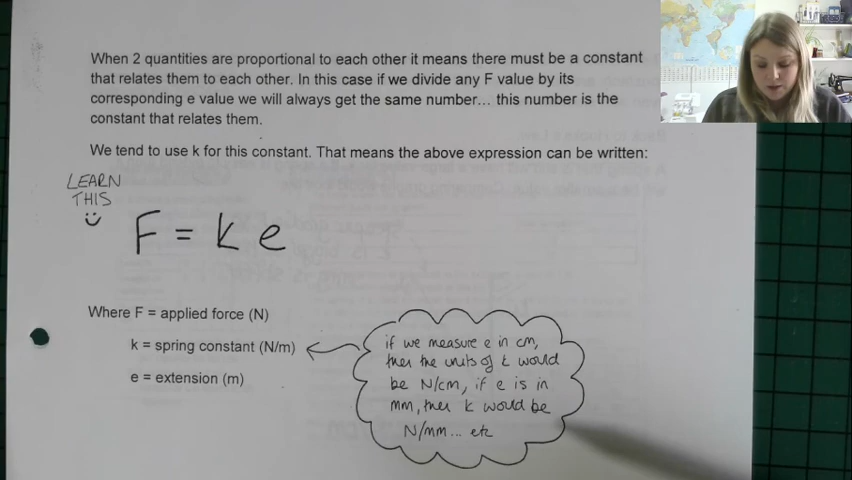 When 2 quantities are proportional to each other it means there must be a constant
that relates them to each other. In this case if we divide any F value by its
corresponding e value we will always get the same number... this number is the
constant that relates them.
We tend to use k for this constant. That means the above expression can be written:
LEARN
THIS
F = k e
Where F = applied force (N)
k = spring constant (N/m)
e = extension (m)
if we measure e in cm,
then the units of k would
be N/cm, if e is in
mm, then k would be
N/mm... etc